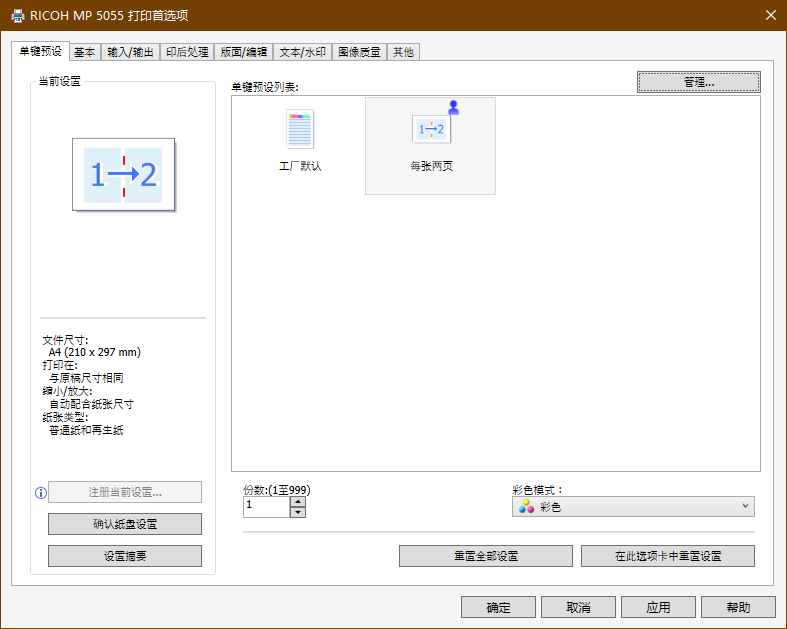 RICOH MP 5055 打印首选项
单键预设
基本
输入/输出
印后处理
版面/编辑
文本/水印
图像质量
其他
当前设置
1→2
文件尺寸:
A4 (210 x 297 mm)
打印在:
与原稿尺寸相同
缩小/放大:
自动配合纸张尺寸
纸张类型:
普通纸和再生纸
注册当前设置...
确认纸盘设置
设置摘要
单键预设列表:
管理...
工厂默认
1→2
每张两页
份数:(1至999)
1
彩色模式：
彩色
重置全部设置
在此选项卡中重置设置
确定
取消
应用
帮助